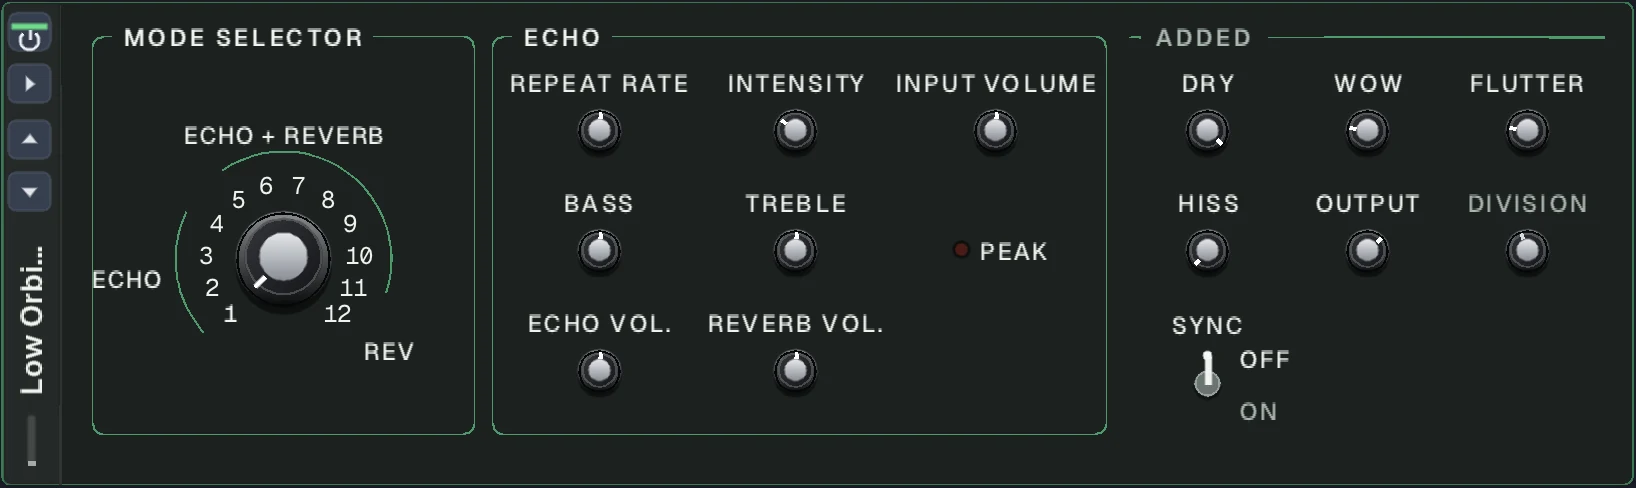 Low Orbi...
MODE SELECTOR
ECHO + REVERB
1
2
3
4
5
6
7
8
9
10
11
12
ECHO
REV
ECHO
REPEAT RATE
INTENSITY
INPUT VOLUME
BASS
TREBLE
PEAK
ECHO VOL.
REVERB VOL.
ADDED
DRY
WOW
FLUTTER
HISS
OUTPUT
DIVISION
SYNC
OFF
ON